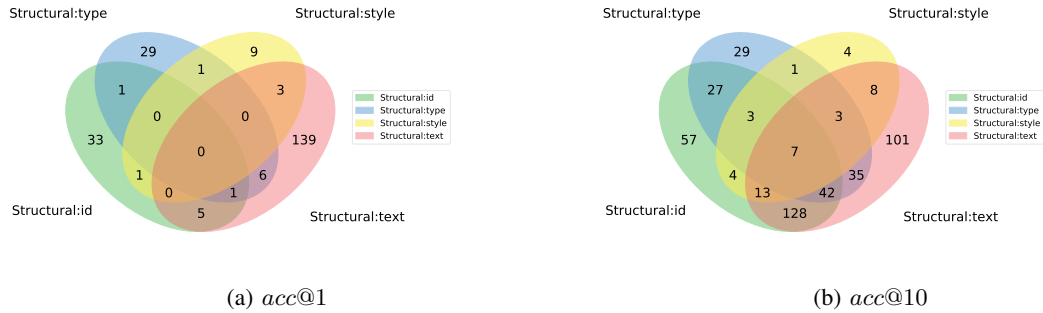 Structural:type
Structural:style
29
9
1
1
3
0
0
33
0
139
1
0
1
6
5
Structural:id
Structural:text
Structural:id
Structural:type
Structural:style
Structural:text
(a) acc@1
Structural:type
Structural:style
29
4
1
27
8
3
3
57
7
101
4
13
42
35
128
Structural:id
Structural:text
Structural:id
Structural:type
Structural:style
Structural:text
(b) acc@10